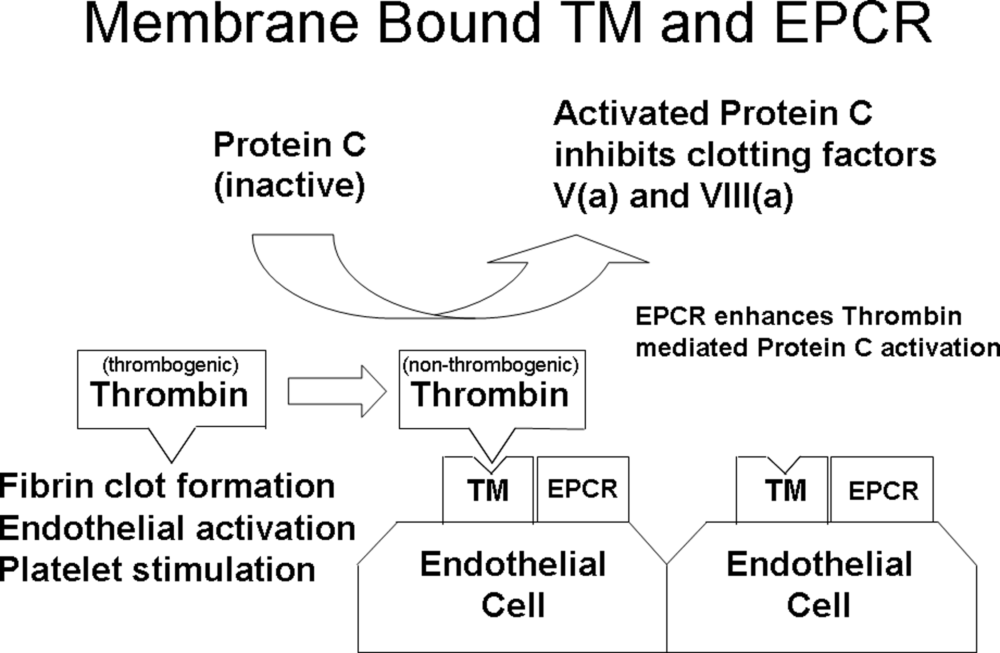 Membrane Bound TM and EPCR
Protein C
(inactive)
Activated Protein C
inhibits clotting factors
V(a) and VIII(a)
EPCR enhances Thrombin
mediated Protein C activation
(thrombogenic)
Thrombin
(non-thrombogenic)
Thrombin
Fibrin clot formation
Endothelial activation
Platelet stimulation
TM
EPCR
TM
EPCR
Endothelial
Cell
Endothelial
Cell